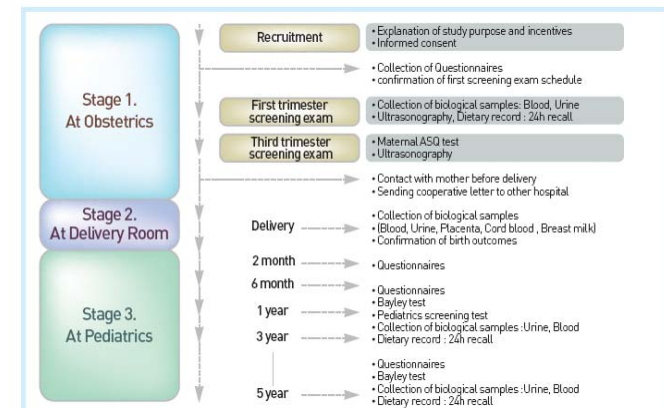 Stage 1.
At Obstetrics
Recruitment
• Explanation of study purpose and incentives
• Informed consent
• Collection of Questionnaires
• confirmation of first screening exam schedule
First trimester
screening exam
• Collection of biological samples: Blood, Urine
• Ultrasonography, Dietary record : 24h recall
Third trimester
screening exam
• Maternal ASQ test
• Ultrasonography
• Contact with mother before delivery
• Sending cooperative letter to other hospital
Stage 2.
At Delivery Room
Delivery
• Collection of biological samples
• (Blood, Urine, Placenta, Cord blood , Breast milk)
• Confirmation of birth outcomes
Stage 3.
At Pediatrics
2 month
• Questionnaires
6 month
1 year
3 year
• Questionnaires
• Bayley test
• Pediatrics screening test
• Collection of biological samples :Urine, Blood
• Dietary record : 24h recall
5 year
• Questionnaires
• Bayley test
• Collection of biological samples :Urine, Blood
• Dietary record : 24h recall